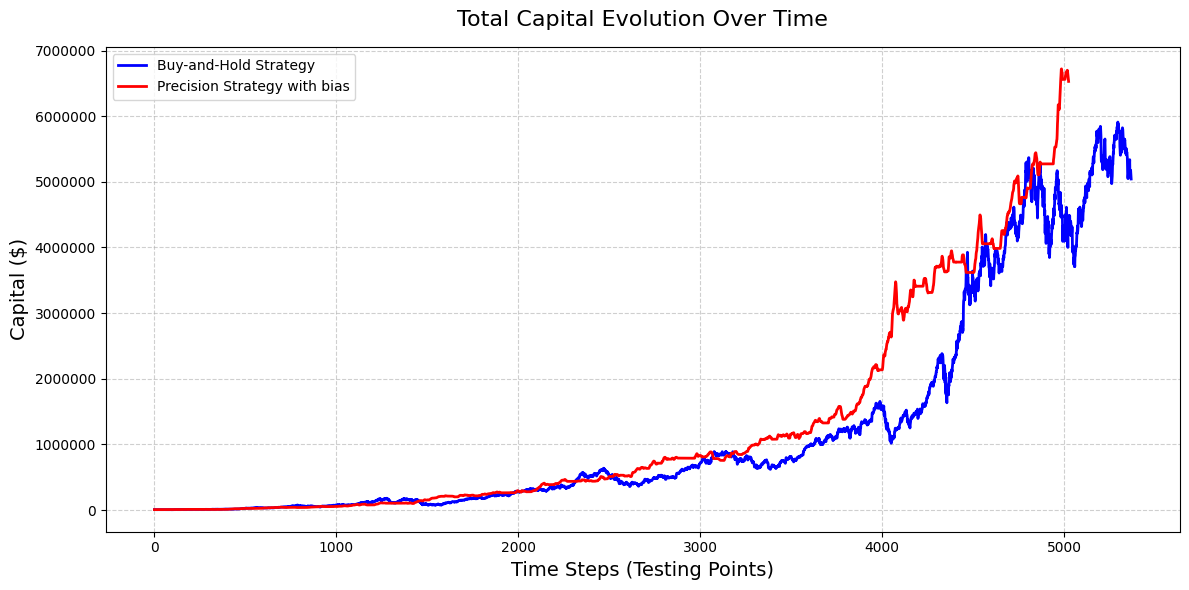 Total Capital Evolution Over Time
Buy-and-Hold Strategy
Precision Strategy with bias
Capital ($)
7000000
6000000
5000000
4000000
3000000
2000000
1000000
0
0 1000 2000 3000 4000 5000
Time Steps (Testing Points)